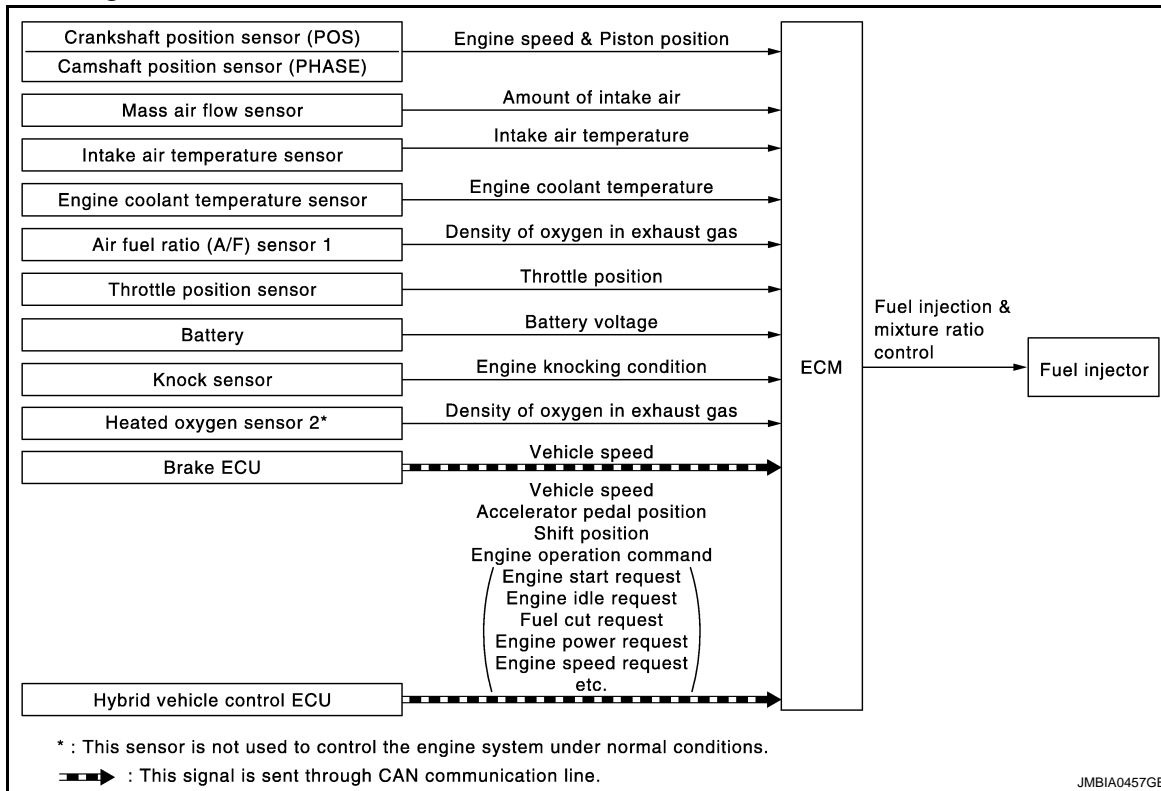 Crankshaft position sensor (POS)
Engine speed & Piston position
Camshaft position sensor (PHASE)
Mass air flow sensor
Amount of intake air
Intake air temperature sensor
Intake air temperature
Engine coolant temperature sensor
Engine coolant temperature
Air fuel ratio (A/F) sensor 1
Density of oxygen in exhaust gas
Throttle position sensor
Throttle position
Battery
Battery voltage
Knock sensor
Engine knocking condition
Heated oxygen sensor 2*
Density of oxygen in exhaust gas
Brake ECU
Vehicle speed
Vehicle speed
Accelerator pedal position
Shift position
Engine operation command
Engine start request
Engine idle request
Fuel cut request
Engine power request
Engine speed request
etc.
Hybrid vehicle control ECU
ECM
Fuel injection &
mixture ratio
control
Fuel injector
* : This sensor is not used to control the engine system under normal conditions.
: This signal is sent through CAN communication line.